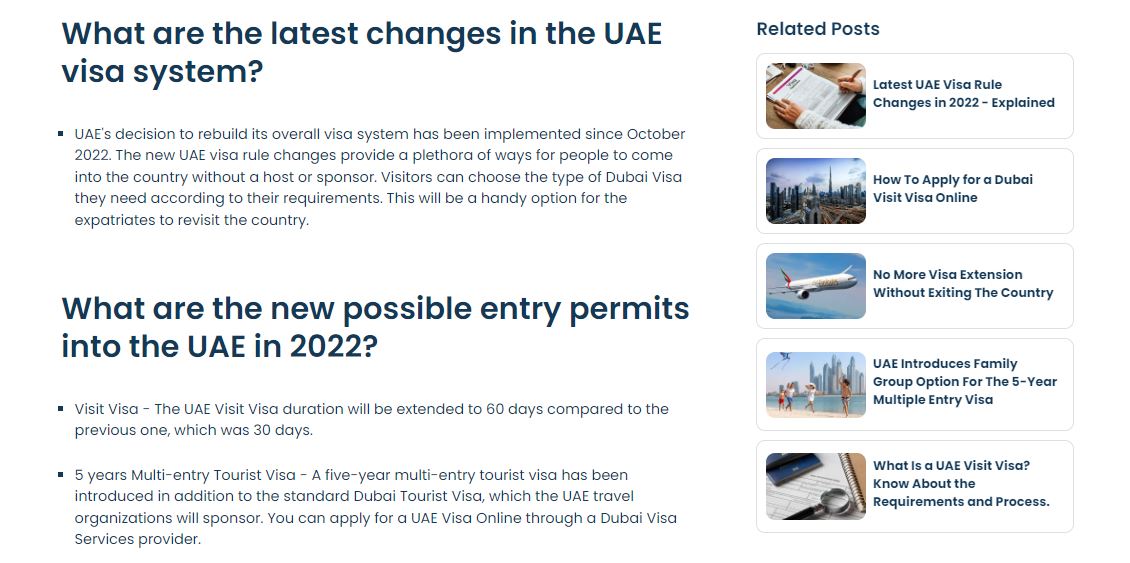 What are the latest changes in the UAE
visa system?
UAE's decision to rebuild its overall visa system has been implemented since October
2022. The new UAE visa rule changes provide a plethora of ways for people to come
into the country without a host or sponsor. Visitors can choose the type of Dubai Visa
they need according to their requirements. This will be a handy option for the
expatriates to revisit the country.
What are the new possible entry permits
into the UAE in 2022?
Visit Visa - The UAE Visit Visa duration will be extended to 60 days compared to the
previous one, which was 30 days.
5 years Multi-entry Tourist Visa - A five-year multi-entry tourist visa has been
introduced in addition to the standard Dubai Tourist Visa, which the UAE travel
organizations will sponsor. You can apply for a UAE Visa Online through a Dubai Visa
Services provider.
Related Posts
Latest UAE Visa Rule
Changes in 2022 - Explained
How To Apply for a Dubai
Visit Visa Online
No More Visa Extension
Without Exiting The Country
UAE Introduces Family
Group Option For The 5-Year
Multiple Entry Visa
What Is a UAE Visit Visa?
Know About the
Requirements and Process.